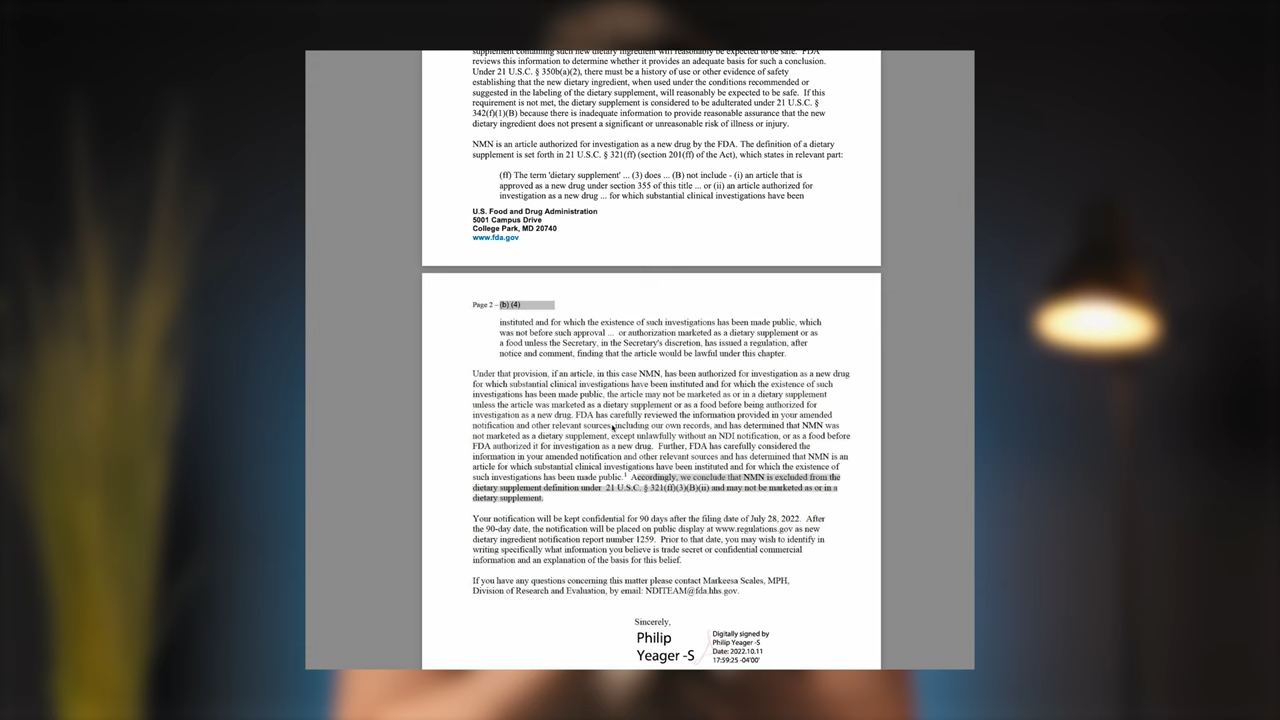 supplement containing such new dietary ingredient will reasonably be expected to be safe. FDA
reviews this information to determine whether it provides an adequate basis for such a conclusion.
Under 21 U.S.C. § 350b(a)(2), there must be a history of use or other evidence of safety
establishing that the new dietary ingredient, when used under the conditions recommended or
suggested in the labeling of the dietary supplement, will reasonably be expected to be safe. If this
requirement is not met, the dietary supplement is considered to be adulterated under 21 U.S.C. §
342(f)(1)(B) because there is inadequate information to provide reasonable assurance that the new
dietary ingredient does not present a significant or unreasonable risk of illness or injury.
NMN is an article authorized for investigation as a new drug by the FDA. The definition of a dietary
supplement is set forth in 21 U.S.C. § 321(ff) (section 201(ff) of the Act), which states in relevant part:
(ff) The term 'dietary supplement' ... (3) does ... (B) not include - (i) an article that is
approved as a new drug under section 355 of this title ... or (ii) an article authorized for
investigation as a new drug ... for which substantial clinical investigations have been
U.S. Food and Drug Administration
5001 Campus Drive
College Park, MD 20740
www.fda.gov
Page 2 – (b) (4)
instituted and for which the existence of such investigations has been made public, which
was not before such approval ... or authorization marketed as a dietary supplement or as
a food unless the Secretary, in the Secretary's discretion, has issued a regulation, after
notice and comment, finding that the article would be lawful under this chapter.
Under that provision, if an article, in this case NMN, has been authorized for investigation as a new drug
for which substantial clinical investigations have been instituted and for which the existence of such
investigations has been made public, the article may not be marketed as or in a dietary supplement
unless the article was marketed as a dietary supplement or as a food before being authorized for
investigation as a new drug. FDA has carefully reviewed the information provided in your amended
notification and other relevant sources, including our own records, and has determined that NMN was
not marketed as a dietary supplement, except unlawfully without an NDI notification, or as a food before
FDA authorized it for investigation as a new drug. Further, FDA has carefully considered the
information in your amended notification and other relevant sources and has determined that NMN is an
article for which substantial clinical investigations have been instituted and for which the existence of
such investigations has been made public.1 Accordingly, we conclude that NMN is excluded from the
dietary supplement definition under 21 U.S.C. § 321(ff)(3)(B)(ii) and may not be marketed as or in a
dietary supplement.
Your notification will be kept confidential for 90 days after the filing date of July 28, 2022. After
the 90-day date, the notification will be placed on public display at www.regulations.gov as new
dietary ingredient notification report number 1259. Prior to that date, you may wish to identify in
writing specifically what information you believe is trade secret or confidential commercial
information and an explanation of the basis for this belief.
If you have any questions concerning this matter please contact Markeesa Scales, MPH,
Division of Research and Evaluation, by email: NDITEAM@fda.hhs.gov.
Sincerely,
Philip
Yeager -S
Digitally signed by
Philip Yeager -S
Date: 2022.10.11
17:59:25 -04'00'